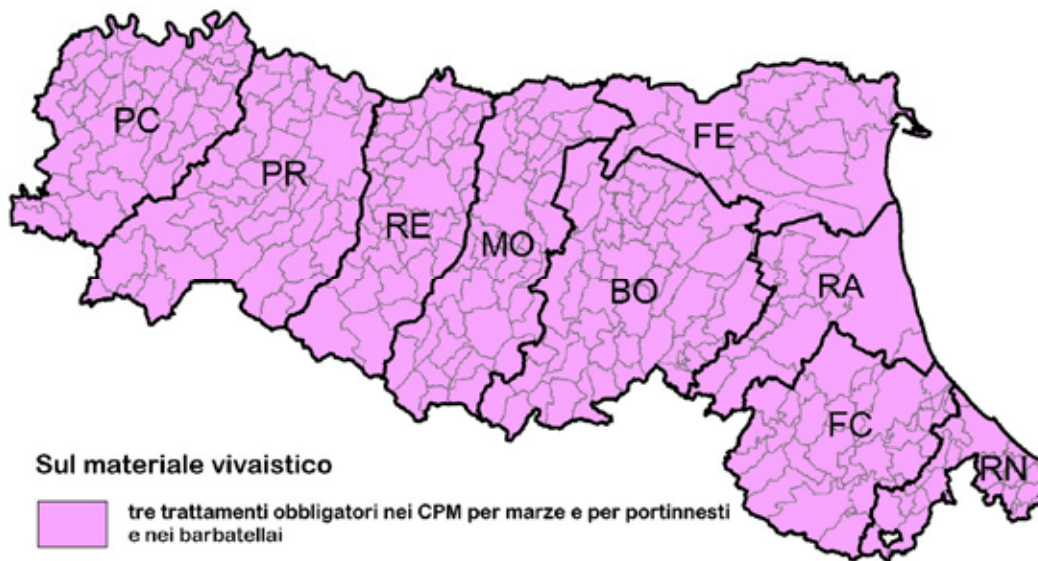 PC
PR
RE
MO
FE
BO
RA
FC
RN
Sul materiale vivaistico
tre trattamenti obbligatori nei CPM per marze e per portinnesti
e nei barbatellai